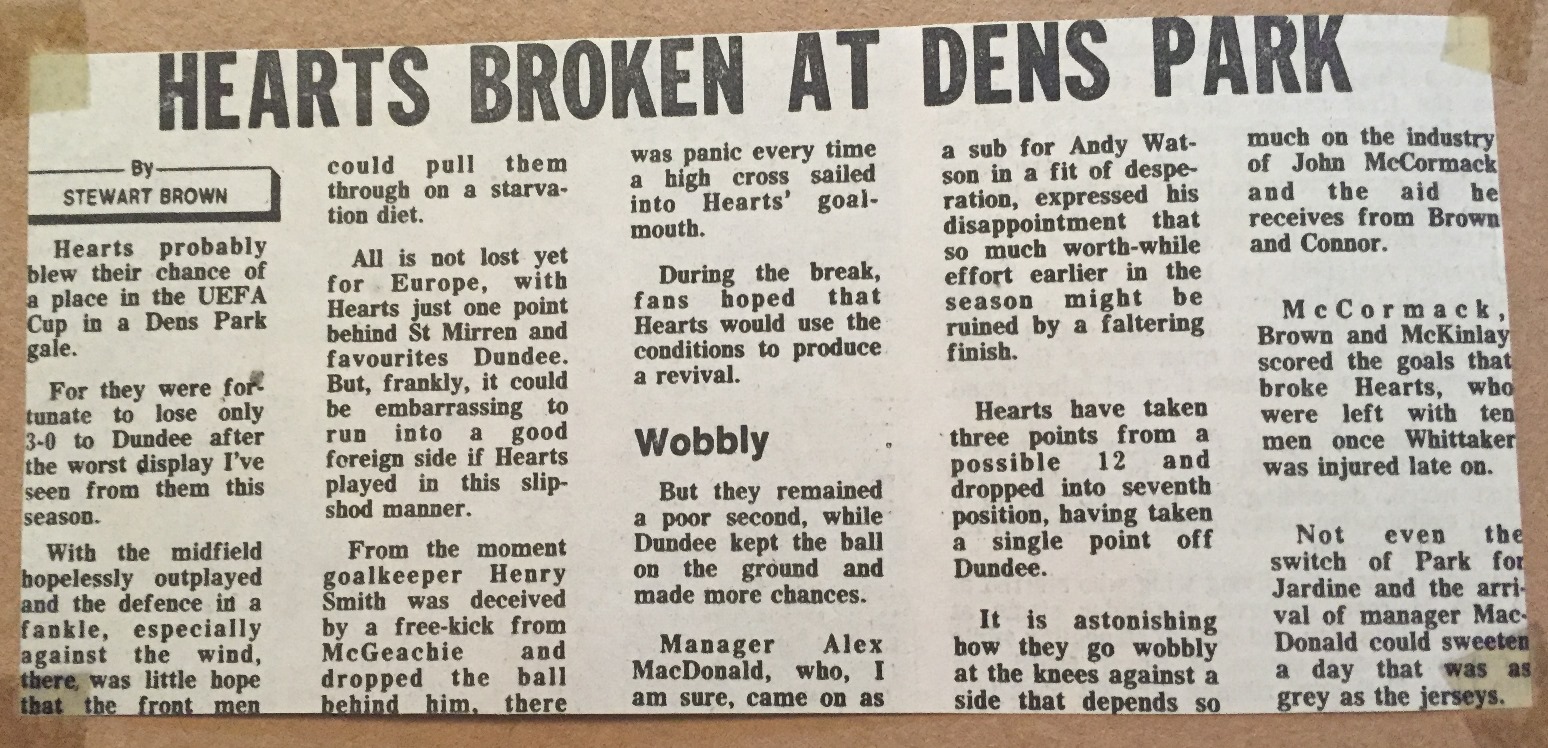 HEARTS BROKEN AT DENS PARK
By
STEWART BROWN
Hearts probably
blew their chance of
a place in the UEFA
Cup in a Dens Park
gale.
For they were for-
tunate to lose only
3-0 to Dundee after
the worst display I've
seen from them this
season.
With the midfield
hopelessly outplayed
and the defence in a
fankle, especially
against the wind,
there was little hope
that the front men
could pull them
through on a starva-
tion diet.
All is not lost yet
for Europe, with
Hearts just one point
behind St Mirren and
favourites Dundee.
But, frankly, it could
be embarrassing to
run into a good
foreign side if Hearts
played in this slip-
shod manner.
From the moment
goalkeeper Henry
Smith was deceived
by a free-kick from
McGeachie and
dropped the ball
behind him, there
was panic every time
a high cross sailed
into Hearts' goal-
mouth.
During the break,
fans hoped that
Hearts would use the
conditions to produce
a revival.
Wobbly
But they remained
a poor second, while
Dundee kept the ball
on the ground and
made more chances.
Manager Alex
MacDonald, who, I
am sure, came on as
a sub for Andy Wat-
son in a fit of despe-
ration, expressed his
disappointment that
so much worth-while
effort earlier in the
season might be
ruined by a faltering
finish.
Hearts have taken
three points from a
possible 12 and
dropped into seventh
position, having taken
a single point off
Dundee.
It is astonishing
how they go wobbly
at the knees against a
side that depends so
much on the industry
of John McCormack
and the aid he
receives from Brown
and Connor.
McCormack,
Brown and McKinlay
scored the goals that
broke Hearts, who
were left with ten
men once Whittaker
was injured late on.
Not even the
switch of Park for
Jardine and the arri-
val of manager Mac-
Donald could sweeten
a day that was as
grey as the jerseys.